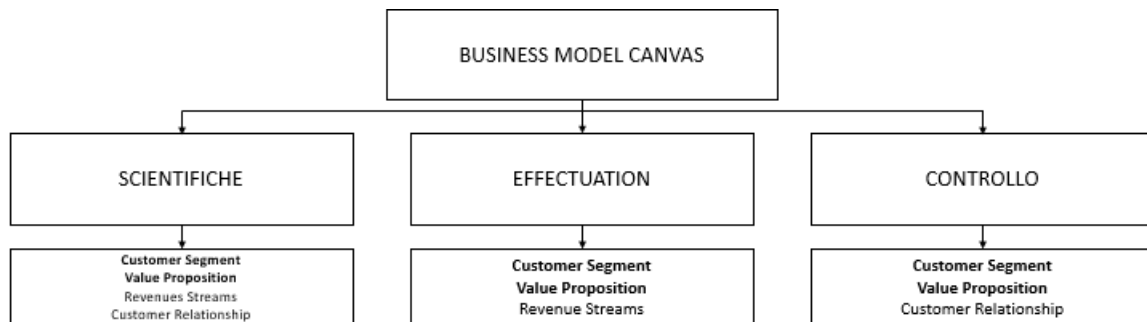 BUSINESS MODEL CANVAS
SCIENTIFICHE
EFFECTUATION
CONTROLLO
Customer Segment
Value Proposition
Revenues Streams
Customer Relationship
Customer Segment
Value Proposition
Revenue Streams
Customer Segment
Value Proposition
Customer Relationship